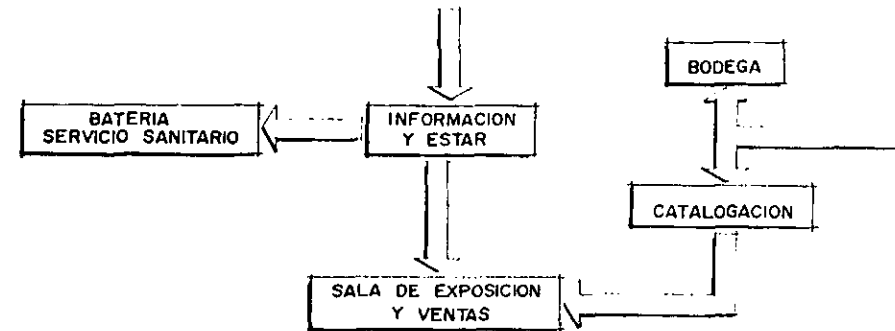 BODEGA
BATERIA
SERVICIO SANITARIO
INFORMACION
Y ESTAR
CATALOGACION
SALA DE EXPOSICION
Y VENTAS